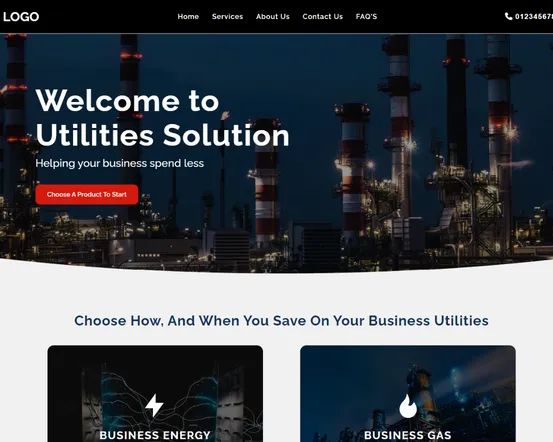 LOGO
Home Services About Us Contact Us FAQ'S
012345678
Welcome to
Utilities Solution
Helping your business spend less
Choose A Product To Start
Choose How, And When You Save On Your Business Utilities
BUSINESS ENERGY
BUSINESS GAS